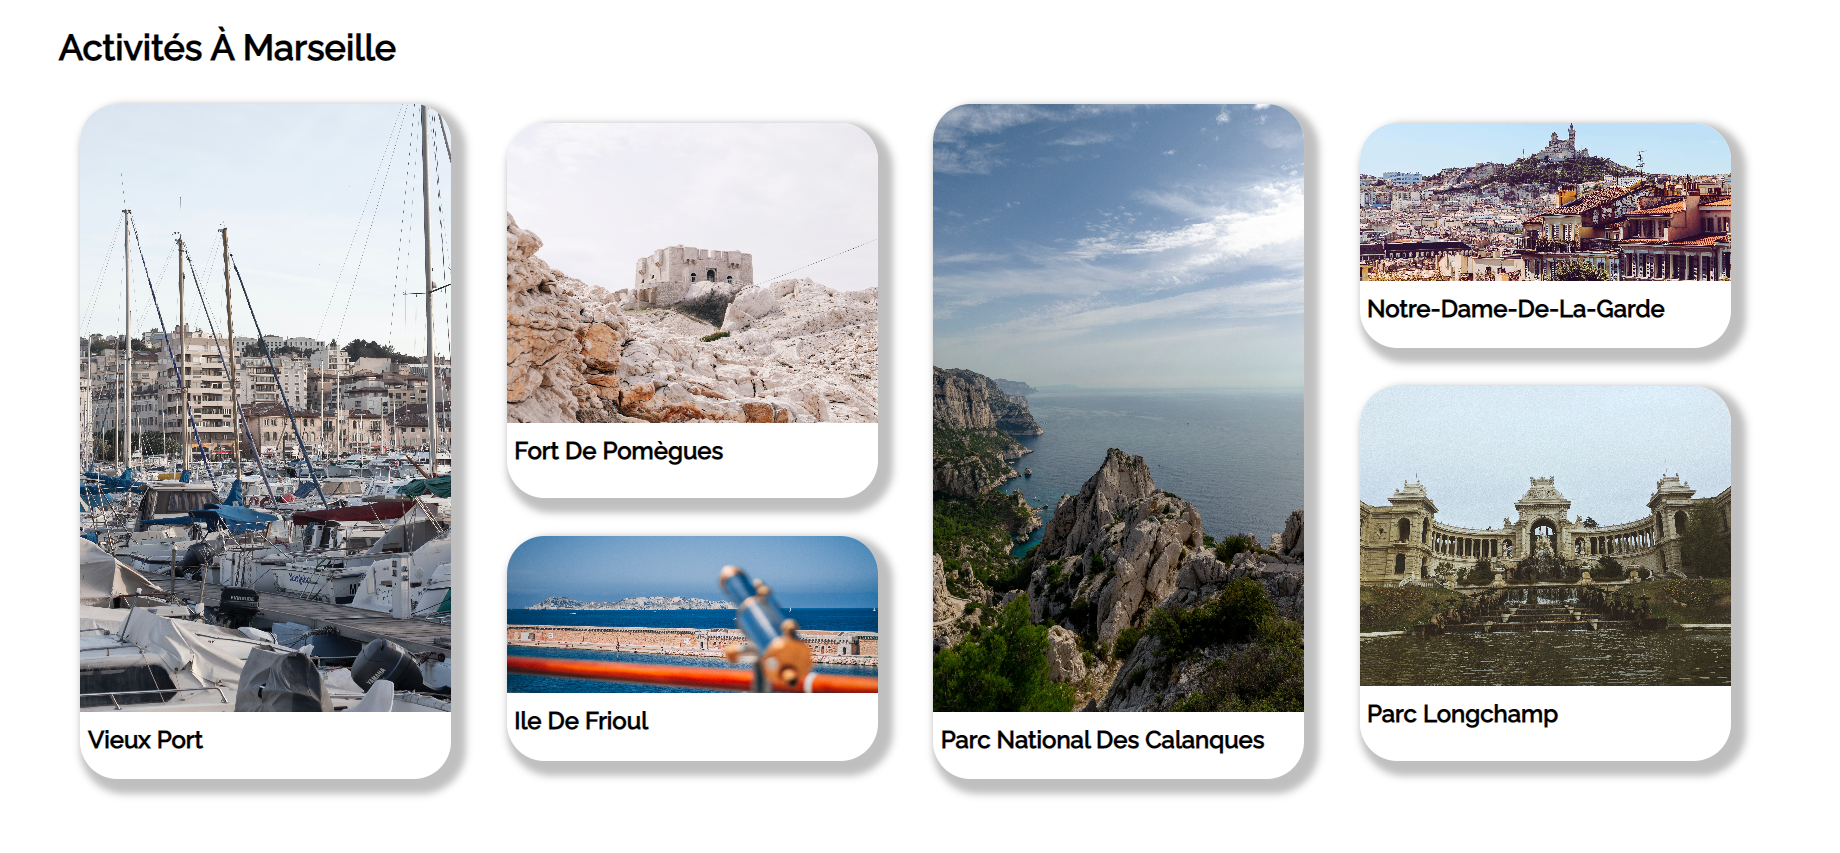 Activités À Marseille
Vieux Port
Fort De Pomègues
Ile De Frioul
Parc National Des Calanques
Notre-Dame-De-La-Garde
Parc Longchamp
YAMAHA